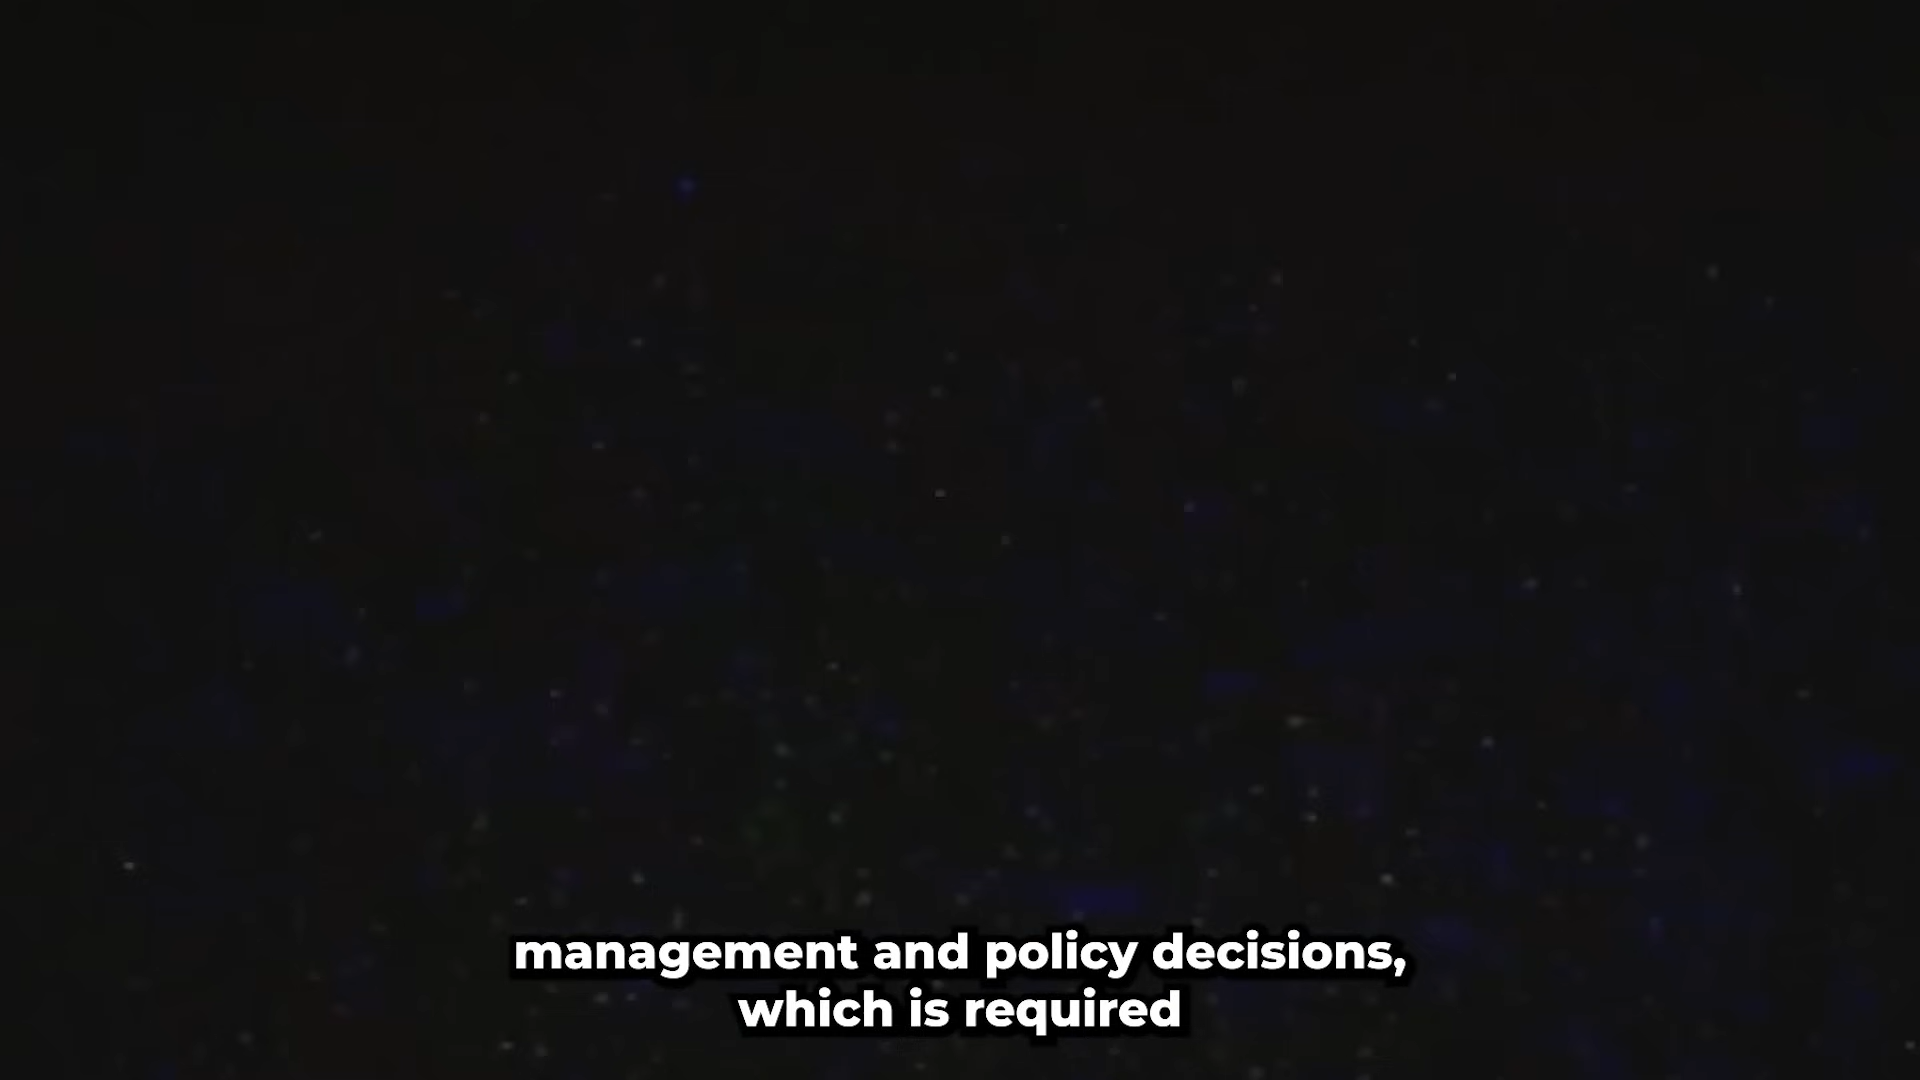 management and policy decisions,
which is required